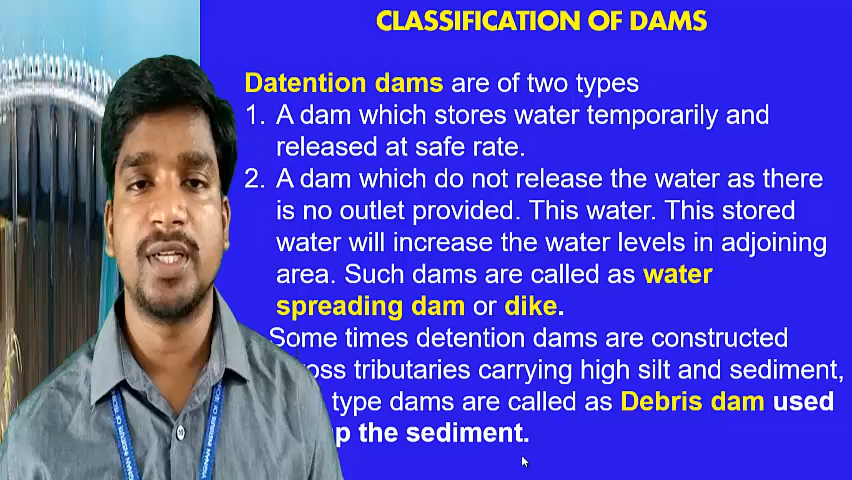 CLASSIFICATION OF DAMS
Datention dams are of two types
1. A dam which stores water temporarily and
released at safe rate.
2. A dam which do not release the water as there
is no outlet provided. This water. This stored
water will increase the water levels in adjoining
area. Such dams are called as water
spreading dam or dike.
Some times detention dams are constructed
tributaries carrying high silt and sediment,
type dams are called as Debris dam used
the sediment.